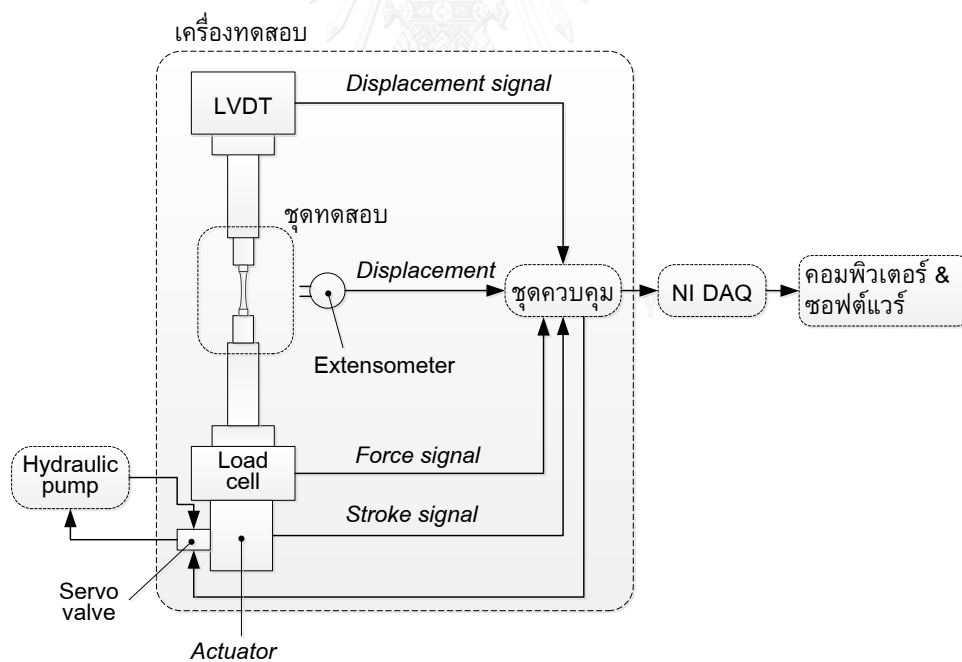 เครื่องทดสอบ
LVDT
Displacement signal
ชุดทดสอบ
Displacement
Extensometer
ชุดควบคุม
NI DAQ
คอมพิวเตอร์ &
ซอฟต์แวร์
Hydraulic
pump
Load
cell
Force signal
Stroke signal
Servo
valve
Actuator